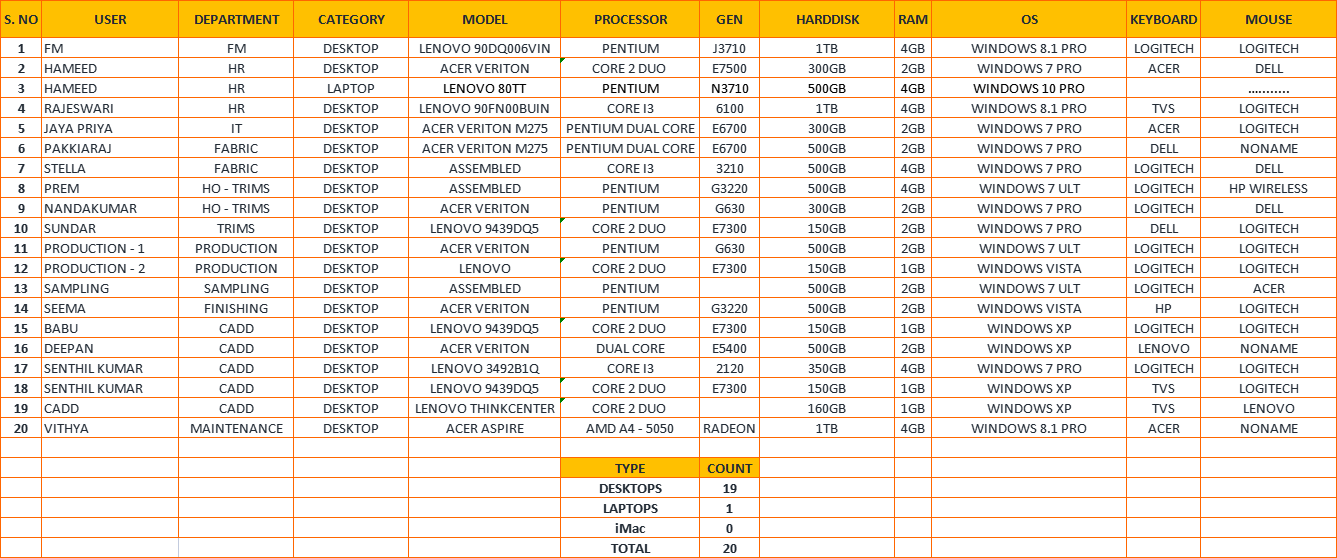 S. NO USER DEPARTMENT CATEGORY MODEL PROCESSOR GEN HARDDISK RAM OS KEYBOARD MOUSE
1 FM FM DESKTOP LENOVO 90DQ006VIN PENTIUM J3710 1TB 4GB WINDOWS 8.1 PRO LOGITECH LOGITECH
2 HAMEED HR DESKTOP ACER VERITON CORE 2 DUO E7500 300GB 2GB WINDOWS 7 PRO ACER DELL
3 HAMEED HR LAPTOP LENOVO 80TT PENTIUM N3710 500GB 4GB WINDOWS 10 PRO ...........
4 RAJESWARI HR DESKTOP LENOVO 90FN00BUIN CORE I3 6100 1TB 4GB WINDOWS 8.1 PRO TVS LOGITECH
5 JAYA PRIYA IT DESKTOP ACER VERITON M275 PENTIUM DUAL CORE E6700 300GB 2GB WINDOWS 7 PRO ACER LOGITECH
6 PAKKIARAJ FABRIC DESKTOP ACER VERITON M275 PENTIUM DUAL CORE E6700 500GB 2GB WINDOWS 7 PRO DELL NONAME
7 STELLA FABRIC DESKTOP ASSEMBLED CORE I3 3210 500GB 4GB WINDOWS 7 PRO LOGITECH DELL
8 PREM HO - TRIMS DESKTOP ASSEMBLED PENTIUM G3220 500GB 4GB WINDOWS 7 ULT LOGITECH HP WIRELESS
9 NANDAKUMAR HO - TRIMS DESKTOP ACER VERITON PENTIUM G630 300GB 2GB WINDOWS 7 PRO LOGITECH DELL
10 SUNDAR TRIMS DESKTOP LENOVO 9439DQ5 CORE 2 DUO E7300 150GB 2GB WINDOWS 7 PRO DELL LOGITECH
11 PRODUCTION - 1 PRODUCTION DESKTOP ACER VERITON PENTIUM G630 500GB 2GB WINDOWS 7 ULT LOGITECH LOGITECH
12 PRODUCTION - 2 PRODUCTION DESKTOP LENOVO CORE 2 DUO E7300 150GB 1GB WINDOWS VISTA LOGITECH LOGITECH
13 SAMPLING SAMPLING DESKTOP ASSEMBLED PENTIUM 500GB 2GB WINDOWS 7 ULT LOGITECH ACER
14 SEEMA FINISHING DESKTOP ACER VERITON PENTIUM G3220 500GB 2GB WINDOWS VISTA HP LOGITECH
15 BABU CADD DESKTOP LENOVO 9439DQ5 CORE 2 DUO E7300 150GB 1GB WINDOWS XP LOGITECH LOGITECH
16 DEEPAN CADD DESKTOP ACER VERITON DUAL CORE E5400 500GB 2GB WINDOWS XP LENOVO NONAME
17 SENTHIL KUMAR CADD DESKTOP LENOVO 3492B1Q CORE I3 2120 350GB 4GB WINDOWS 7 PRO LOGITECH LOGITECH
18 SENTHIL KUMAR CADD DESKTOP LENOVO 9439DQ5 CORE 2 DUO E7300 150GB 1GB WINDOWS XP TVS LOGITECH
19 CADD CADD DESKTOP LENOVO THINKCENTER CORE 2 DUO 160GB 1GB WINDOWS XP TVS LENOVO
20 VITHYA MAINTENANCE DESKTOP ACER ASPIRE AMD A4 - 5050 RADEON 1TB 4GB WINDOWS 8.1 PRO ACER NONAME
TYPE COUNT
DESKTOPS 19
LAPTOPS 1
iMac 0
TOTAL 20